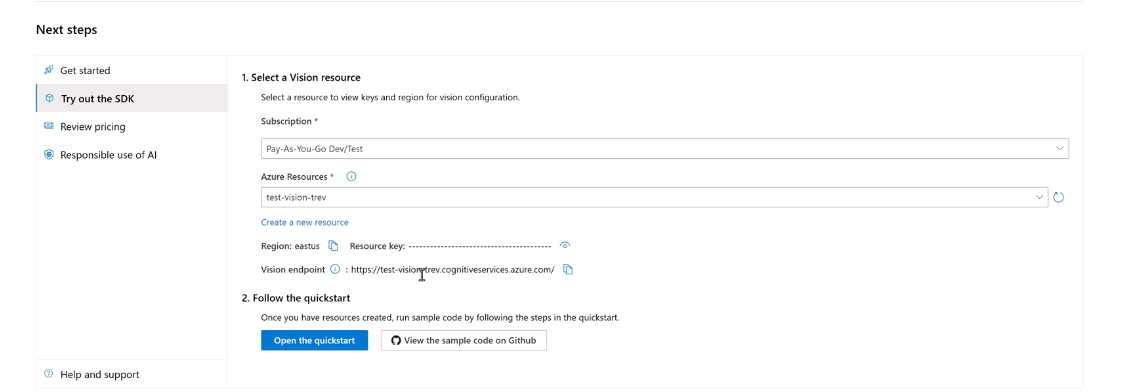 Next steps
Get started
Try out the SDK
Review pricing
Responsible use of AI
Help and support
1. Select a Vision resource
Select a resource to view keys and region for vision configuration.
Subscription *
Pay-As-You-Go Dev/Test
Azure Resources *
test-vision-trev
Create a new resource
Region: eastus Resource key: ----------------------------------------
Vision endpoint : https://test-vision-trev.cognitiveservices.azure.com/
2. Follow the quickstart
Once you have resources created, run sample code by following the steps in the quickstart.
Open the quickstart View the sample code on Github